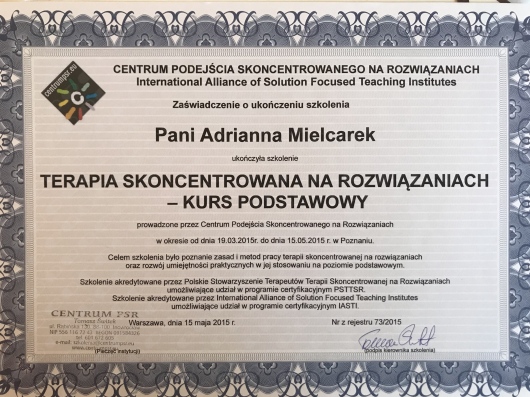 centrumpsr.eu
CENTRUM PODEJŚCIA SKONCENTROWANEGO NA ROZWIĄZANIACH
International Alliance of Solution Focused Teaching Institutes
Zaświadczenie o ukończeniu szkolenia
Pani Adrianna Mielcarek
ukończyła szkolenie
TERAPIA SKONCENTROWANA NA ROZWIĄZANIACH
– KURS PODSTAWOWY
prowadzone przez Centrum Podejścia Skoncentrowanego na Rozwiązaniach
w okresie od dnia 19.03.2015r. do dnia 15.05.2015 r. w Poznaniu.
Celem szkolenia było poznanie zasad i metod pracy terapii skoncentrowanej na rozwiązaniach
oraz rozwój umiejętności praktycznych w jej stosowaniu na poziomie podstawowym.
Szkolenie akredytowane przez Polskie Stowarzyszenie Terapeutów Terapii Skoncentrowanej na Rozwiązaniach
umożliwiające udział w programie certyfikacyjnym PSTTSR.
Szkolenie akredytowane przez International Alliance of Solution Focused Teaching Institutes
umożliwiające udział w programie certyfikacyjnym IASTI.
CENTRUM PSR
Warszawa, dnia 15 maja 2015 r.
Nr z rejestru 73/2015
(Pieczęć instytucji)
(podpis kierownika szkolenia)